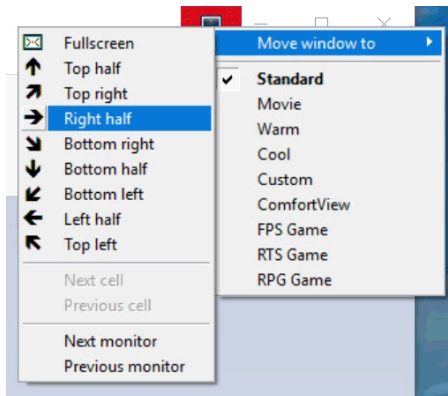 Fullscreen
Top half
Top right
Right half
Bottom right
Bottom half
Bottom left
Left half
Top left
Next cell
Previous cell
Next monitor
Previous monitor
Move window to
Standard
Movie
Warm
Cool
Custom
ComfortView
FPS Game
RTS Game
RPG Game